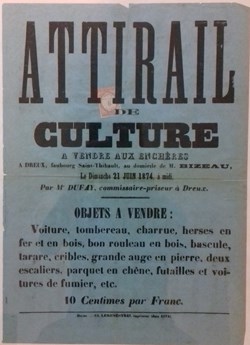 ATTIRAIL
DE
CULTURE
A VENDRE AUX ENCHÈRES
A DREUX, faubourg Saint-Thibault, au domicile de M. BIZEAU,
Le Dimanche 21 JUIN 1874, à midi.
Par Me DUFAY, commissaire-priseur à Dreux.
OBJETS A VENDRE :
Voiture, tombereau, charrue, herses en
fer et en bois, bon rouleau en bois, bascule,
tarare, cribles, grande auge en pierre, deux
escaliers, parquet en chêne, futailles et voi-
tures de fumier, etc.
10 Centimes par Franc.